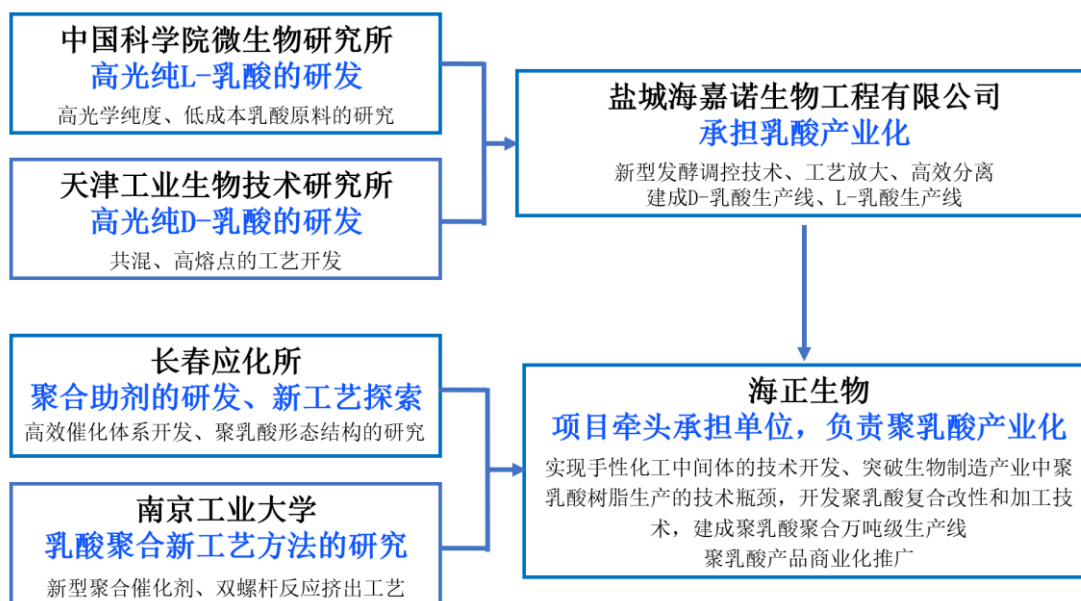 中国科学院微生物研究所
高光纯L-乳酸的研发
高光学纯度、低成本乳酸原料的研究
天津工业生物技术研究所
高光纯D-乳酸的研发
共混、高熔点的工艺开发
盐城海嘉诺生物工程有限公司
承担乳酸产业化
新型发酵调控技术、工艺放大、高效分离
建成D-乳酸生产线、L-乳酸生产线
长春应化所
聚合助剂的研发、新工艺探索
高效催化体系开发、聚乳酸形态结构的研究
南京工业大学
乳酸聚合新工艺方法的研究
新型聚合催化剂、双螺杆反应挤出工艺
海正生物
项目牵头承担单位，负责聚乳酸产业化
实现手性化工中间体的技术开发、突破生物制造产业中聚
乳酸树脂生产的技术瓶颈，开发聚乳酸复合改性和加工技
术，建成聚乳酸聚合万吨级生产线
聚乳酸产品商业化推广